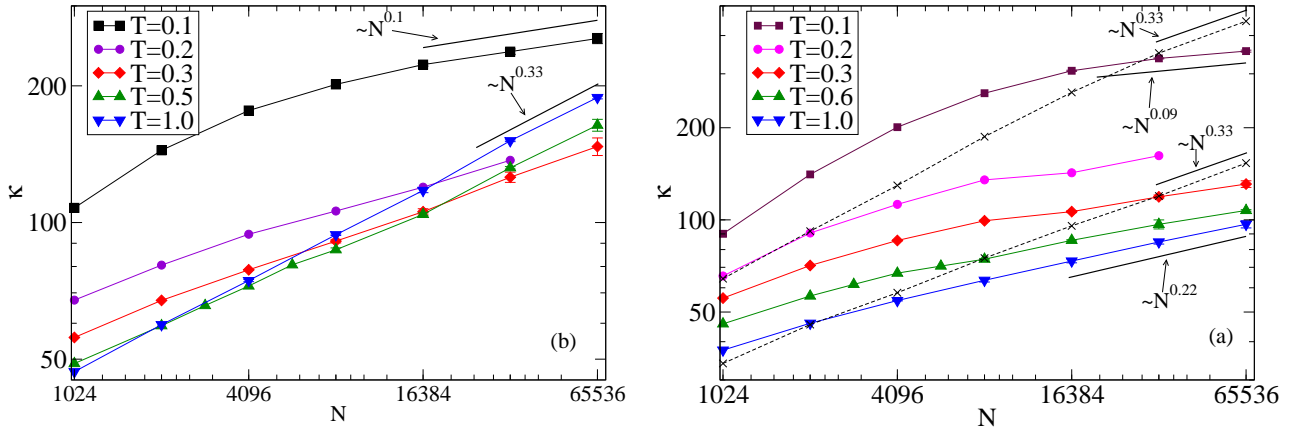 T=0.1
T=0.2
T=0.3
T=0.5
T=1.0
~N^0.1
~N^0.33
200
100
50
κ
(b)
1024
4096
16384
65536
N
T=0.1
T=0.2
T=0.3
T=0.6
T=1.0
~N^0.33
~N^0.09
~N^0.33
~N^0.22
200
100
50
κ
(a)
1024
4096
16384
65536
N